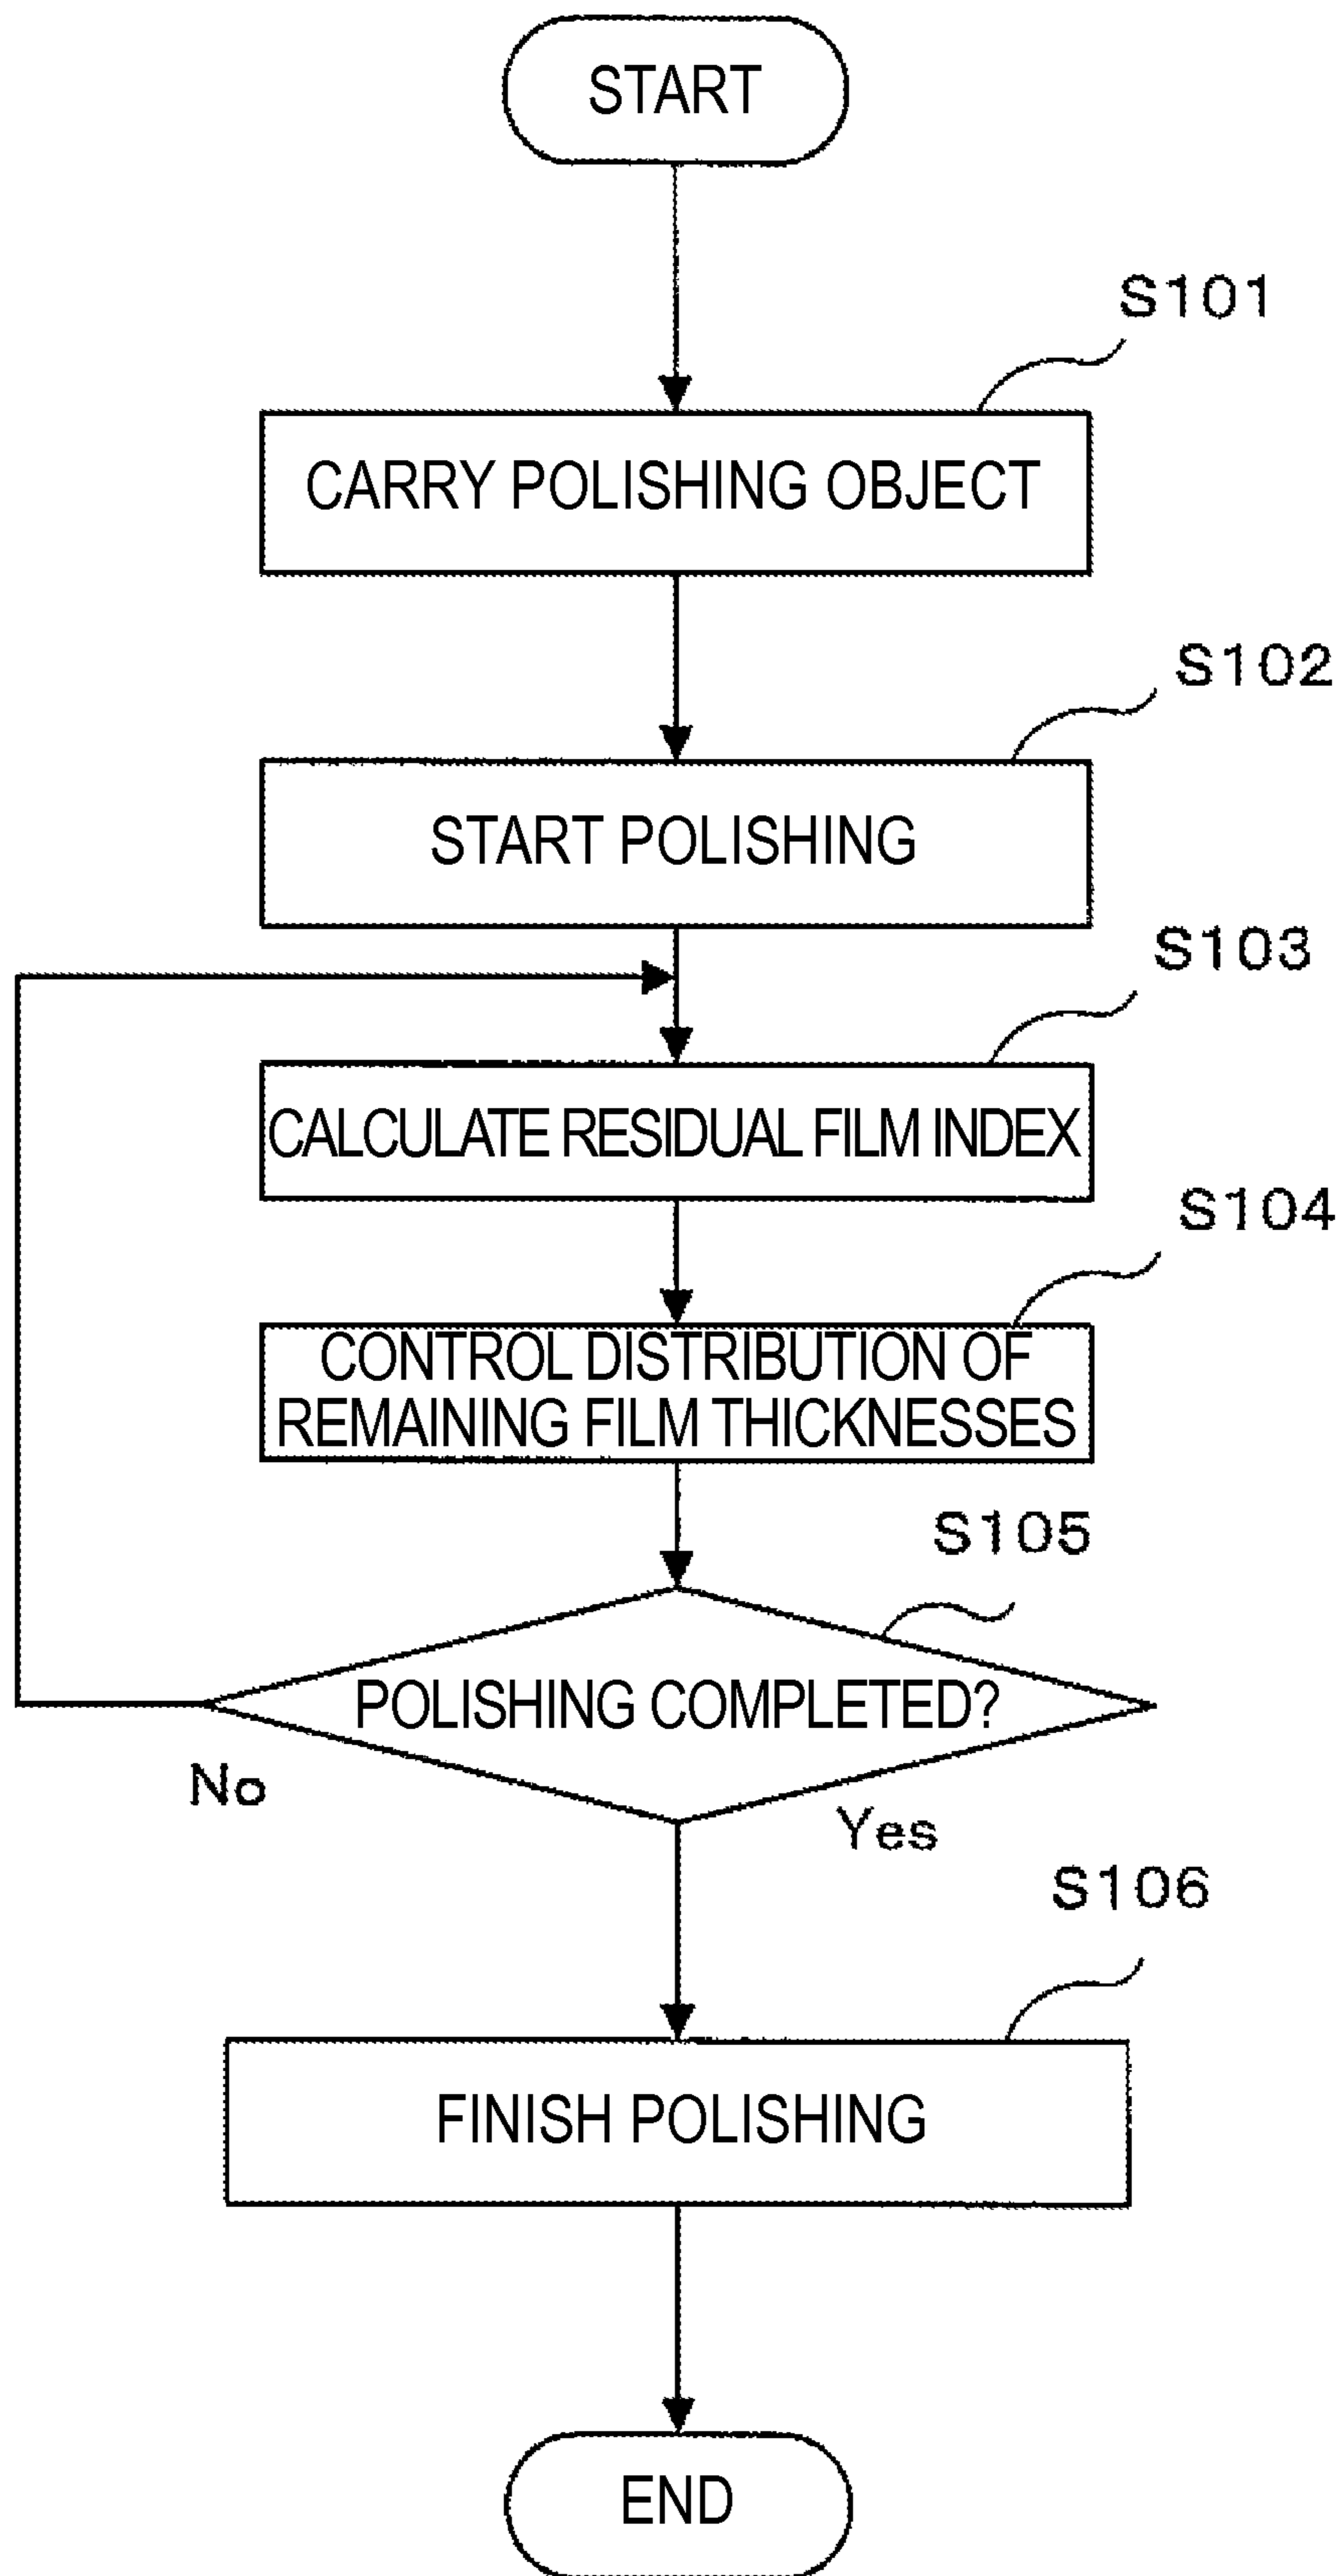 START
S101
CARRY POLISHING OBJECT
S102
START POLISHING
S103
CALCULATE RESIDUAL FILM INDEX
S104
CONTROL DISTRIBUTION OF
REMAINING FILM THICKNESSES
S105
POLISHING COMPLETED?
No
Yes
S106
FINISH POLISHING
END